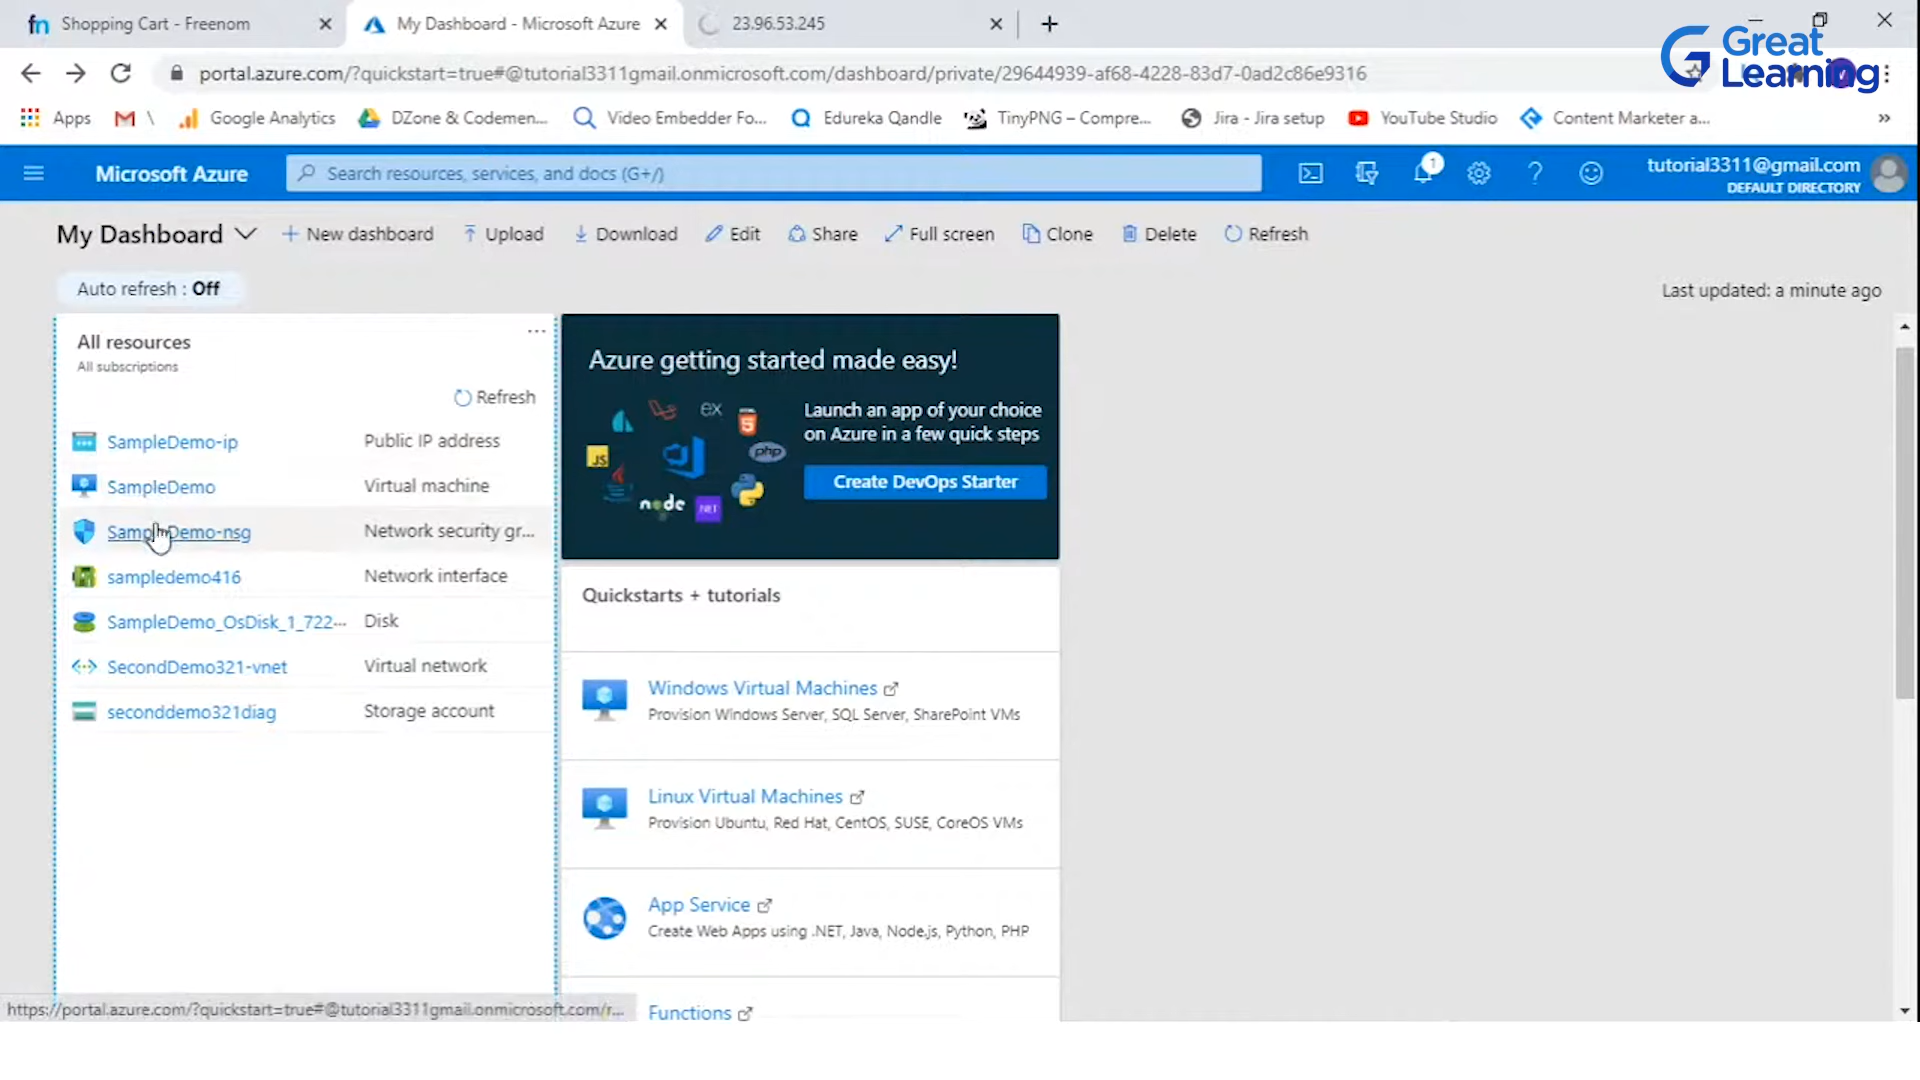 Shopping Cart - Freenom
My Dashboard - Microsoft Azure
23.96.53.245
Great Learning
portal.azure.com/?quickstart=true#@tutorial3311gmail.onmicrosoft.com/dashboard/private/29644939-af68-4228-83d7-0ad2c86e9316
Apps
\
Google Analytics
DZone & Codemen...
Video Embedder Fo...
Edureka Qandle
TinyPNG – Compre...
Jira - Jira setup
YouTube Studio
Content Marketer a...
»
Microsoft Azure
Search resources, services, and docs (G+/)
1
tutorial3311@gmail.com
DEFAULT DIRECTORY
My Dashboard
New dashboard
Upload
Download
Edit
Share
Full screen
Clone
Delete
Refresh
Auto refresh : Off
Last updated: a minute ago
All resources
All subscriptions
Refresh
SampleDemo-ip Public IP address
SampleDemo Virtual machine
SampleDemo-nsg Network security gr...
sampledemo416 Network interface
SampleDemo_OsDisk_1_722... Disk
SecondDemo321-vnet Virtual network
seconddemo321diag Storage account
Azure getting started made easy!
EX
JS
php
node
.NET
Launch an app of your choice
on Azure in a few quick steps
Create DevOps Starter
Quickstarts + tutorials
Windows Virtual Machines
Provision Windows Server, SQL Server, SharePoint VMs
Linux Virtual Machines
Provision Ubuntu, Red Hat, CentOS, SUSE, CoreOS VMs
App Service
Create Web Apps using .NET, Java, Node.js, Python, PHP
Functions
https://portal.azure.com/?quickstart=true#@tutorial3311gmail.onmicrosoft.com/r...